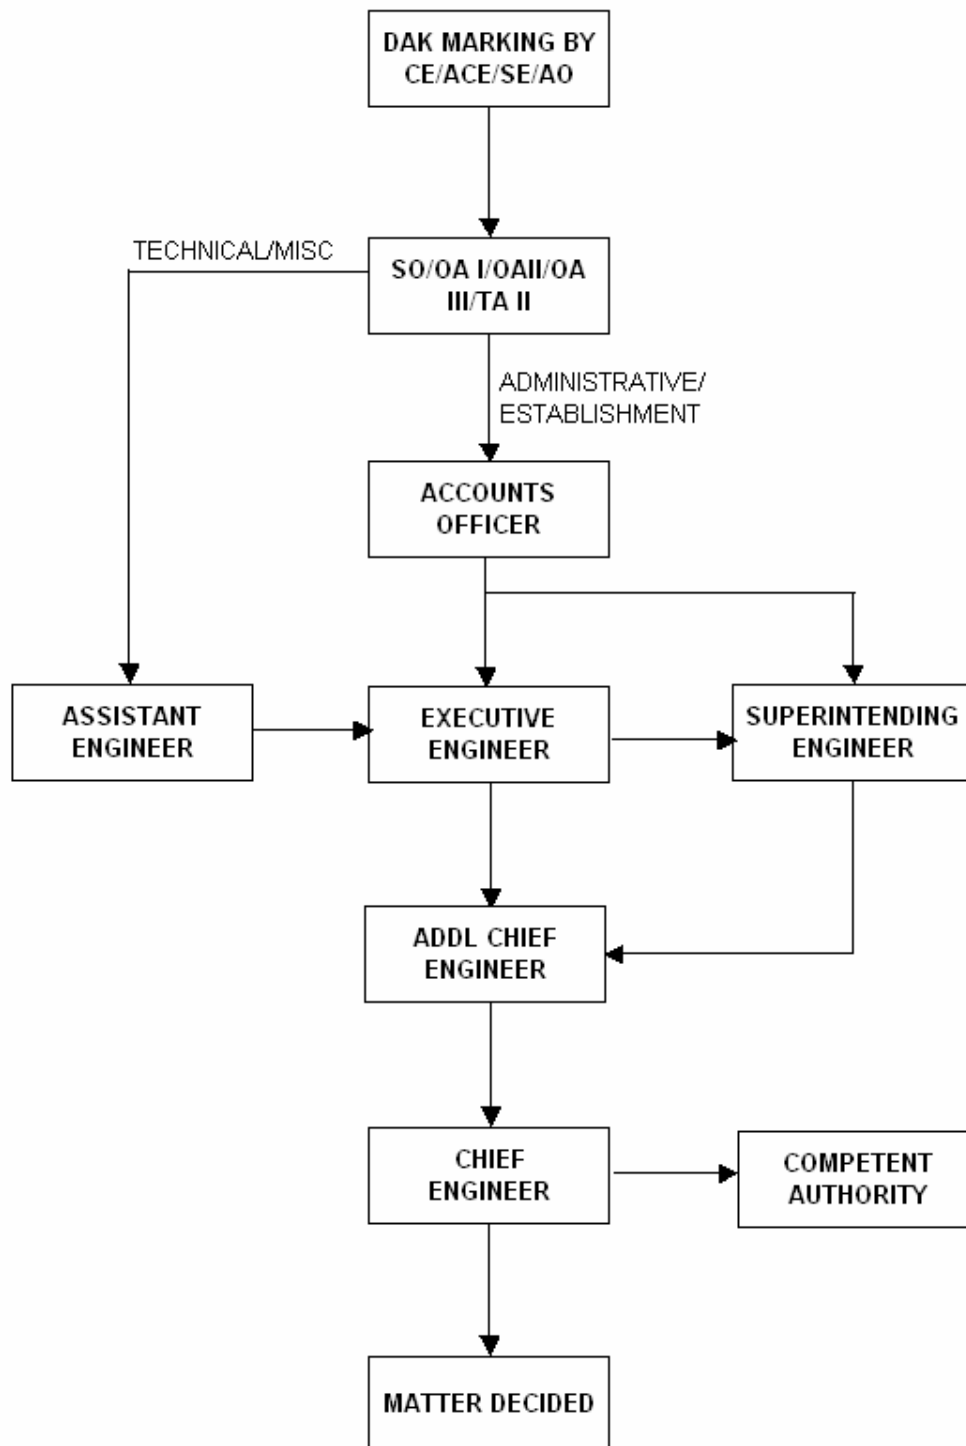 DAK MARKING BY
CE/ACE/SE/AO
TECHNICAL/MISC
SO/OA I/OAII/OA
III/TA II
ADMINISTRATIVE/
ESTABLISHMENT
ACCOUNTS
OFFICER
ASSISTANT
ENGINEER
EXECUTIVE
ENGINEER
SUPERINTENDING
ENGINEER
ADDL CHIEF
ENGINEER
CHIEF
ENGINEER
COMPETENT
AUTHORITY
MATTER DECIDED